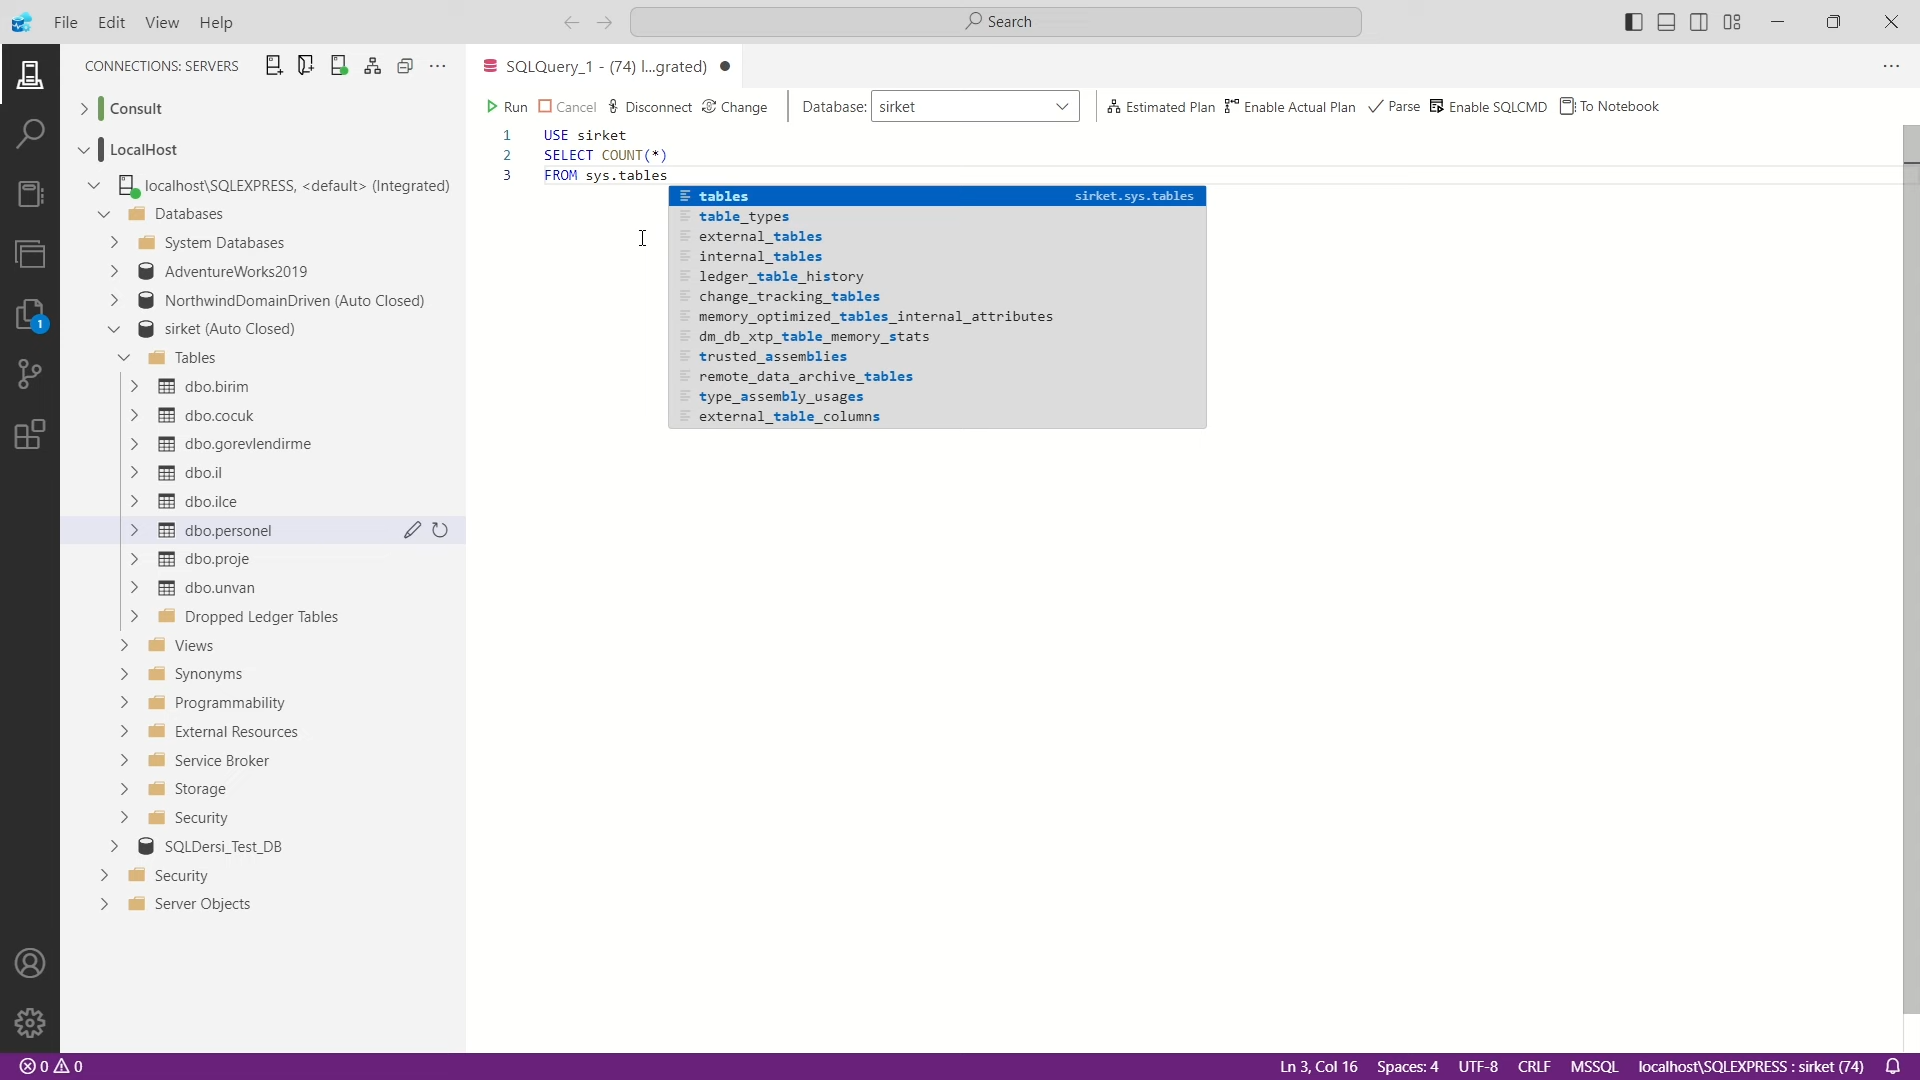 File Edit View Help Search
CONNECTIONS: SERVERS
Consult
LocalHost
localhost\SQLEXPRESS, <default> (Integrated)
Databases
System Databases
AdventureWorks2019
NorthwindDomainDriven (Auto Closed)
sirket (Auto Closed)
Tables
dbo.birim
dbo.cocuk
dbo.gorevlendirme
dbo.il
dbo.ilce
dbo.personel
dbo.proje
dbo.unvan
Dropped Ledger Tables
Views
Synonyms
Programmability
External Resources
Service Broker
Storage
Security
SQLDersi_Test_DB
Security
Server Objects
1
SQLQuery_1 - (74) l...grated)
Run Cancel Disconnect Change Database: sirket Estimated Plan Enable Actual Plan Parse Enable SQLCMD To Notebook
1 USE sirket
2 SELECT COUNT(*)
3 FROM sys.tables
tables sirket.sys.tables
table_types
external_tables
internal_tables
ledger_table_history
change_tracking_tables
memory_optimized_tables_internal_attributes
dm_db_xtp_table_memory_stats
trusted_assemblies
remote_data_archive_tables
type_assembly_usages
external_table_columns
0 0 Ln 3, Col 16 Spaces: 4 UTF-8 CRLF MSSQL localhost\SQLEXPRESS : sirket (74)